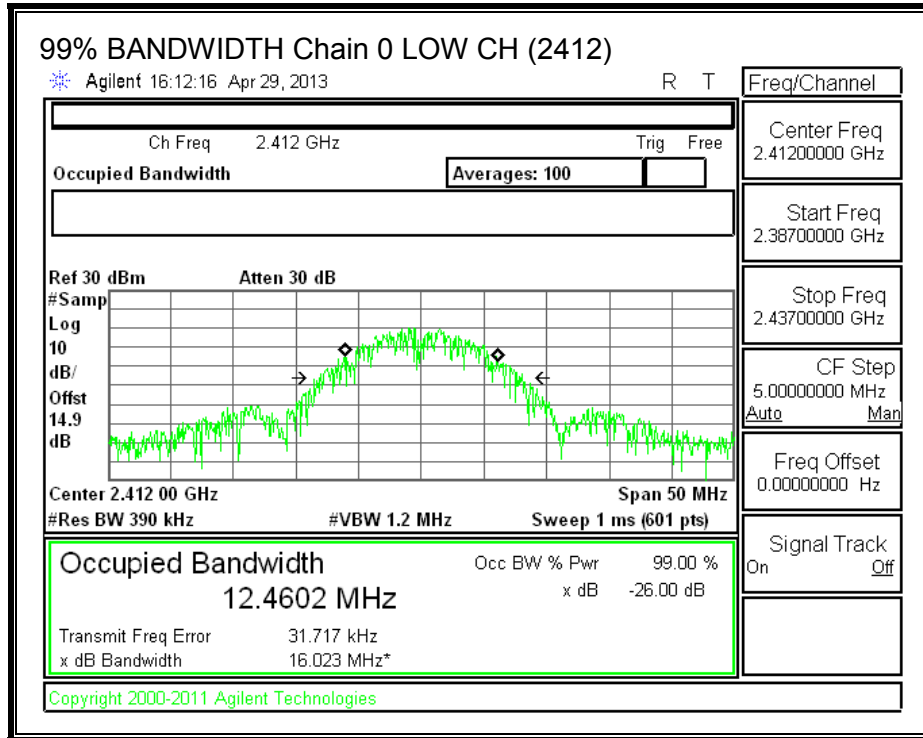 99% BANDWIDTH Chain 0 LOW CH (2412)
Agilent 16:12:16 Apr 29, 2013 R T Freq/Channel
Ch Freq 2.412 GHz Trig Free
Occupied Bandwidth Averages: 100
Center Freq
2.41200000 GHz
Start Freq
2.38700000 GHz
Stop Freq
2.43700000 GHz
CF Step
5.00000000 MHz
Auto Man
Freq Offset
0.00000000 Hz
Signal Track
On Off
Ref 30 dBm Atten 30 dB
#Samp
Log
10
dB/
Offst
14.9
dB
Center 2.412 00 GHz Span 50 MHz
#Res BW 390 kHz #VBW 1.2 MHz Sweep 1 ms (601 pts)
Occupied Bandwidth Occ BW % Pwr 99.00 %
12.4602 MHz x dB -26.00 dB
Transmit Freq Error 31.717 kHz
x dB Bandwidth 16.023 MHz*
Copyright 2000-2011 Agilent Technologies